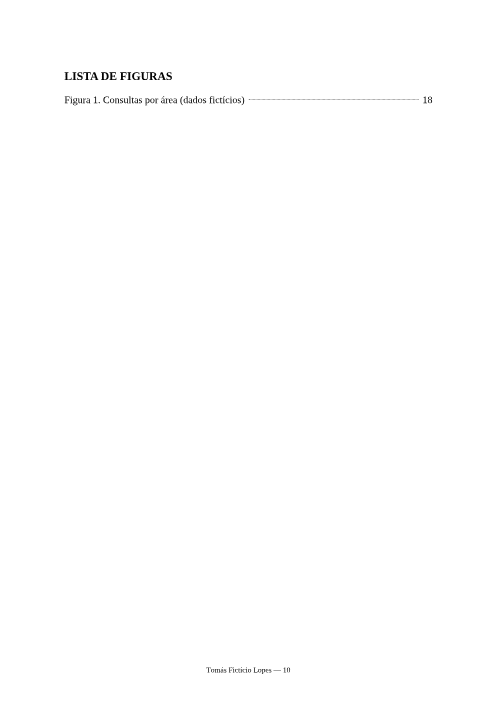 LISTA DE FIGURAS
Figura 1. Consultas por área (dados fictícios) 18
Tomás Fictício Lopes — 10